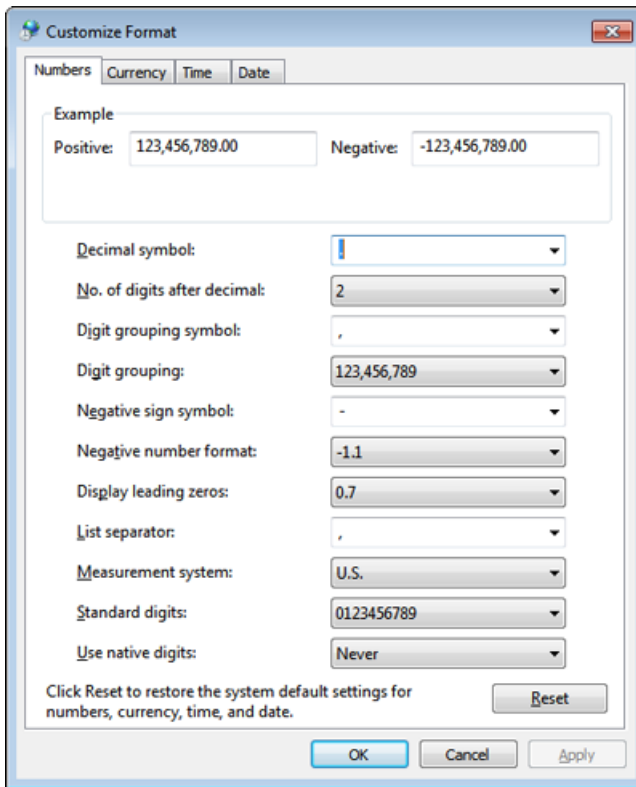 Customize Format
Numbers Currency Time Date
Example
Positive: 123,456,789.00 Negative: -123,456,789.00
Decimal symbol: .
No. of digits after decimal: 2
Digit grouping symbol: ,
Digit grouping: 123,456,789
Negative sign symbol: -
Negative number format: -1.1
Display leading zeros: 0.7
List separator: ,
Measurement system: U.S.
Standard digits: 0123456789
Use native digits: Never
Click Reset to restore the system default settings for
numbers, currency, time, and date.
Reset
OK Cancel Apply